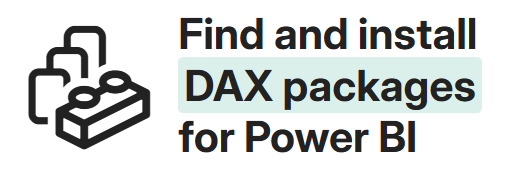 Find and install
DAX packages
for Power BI